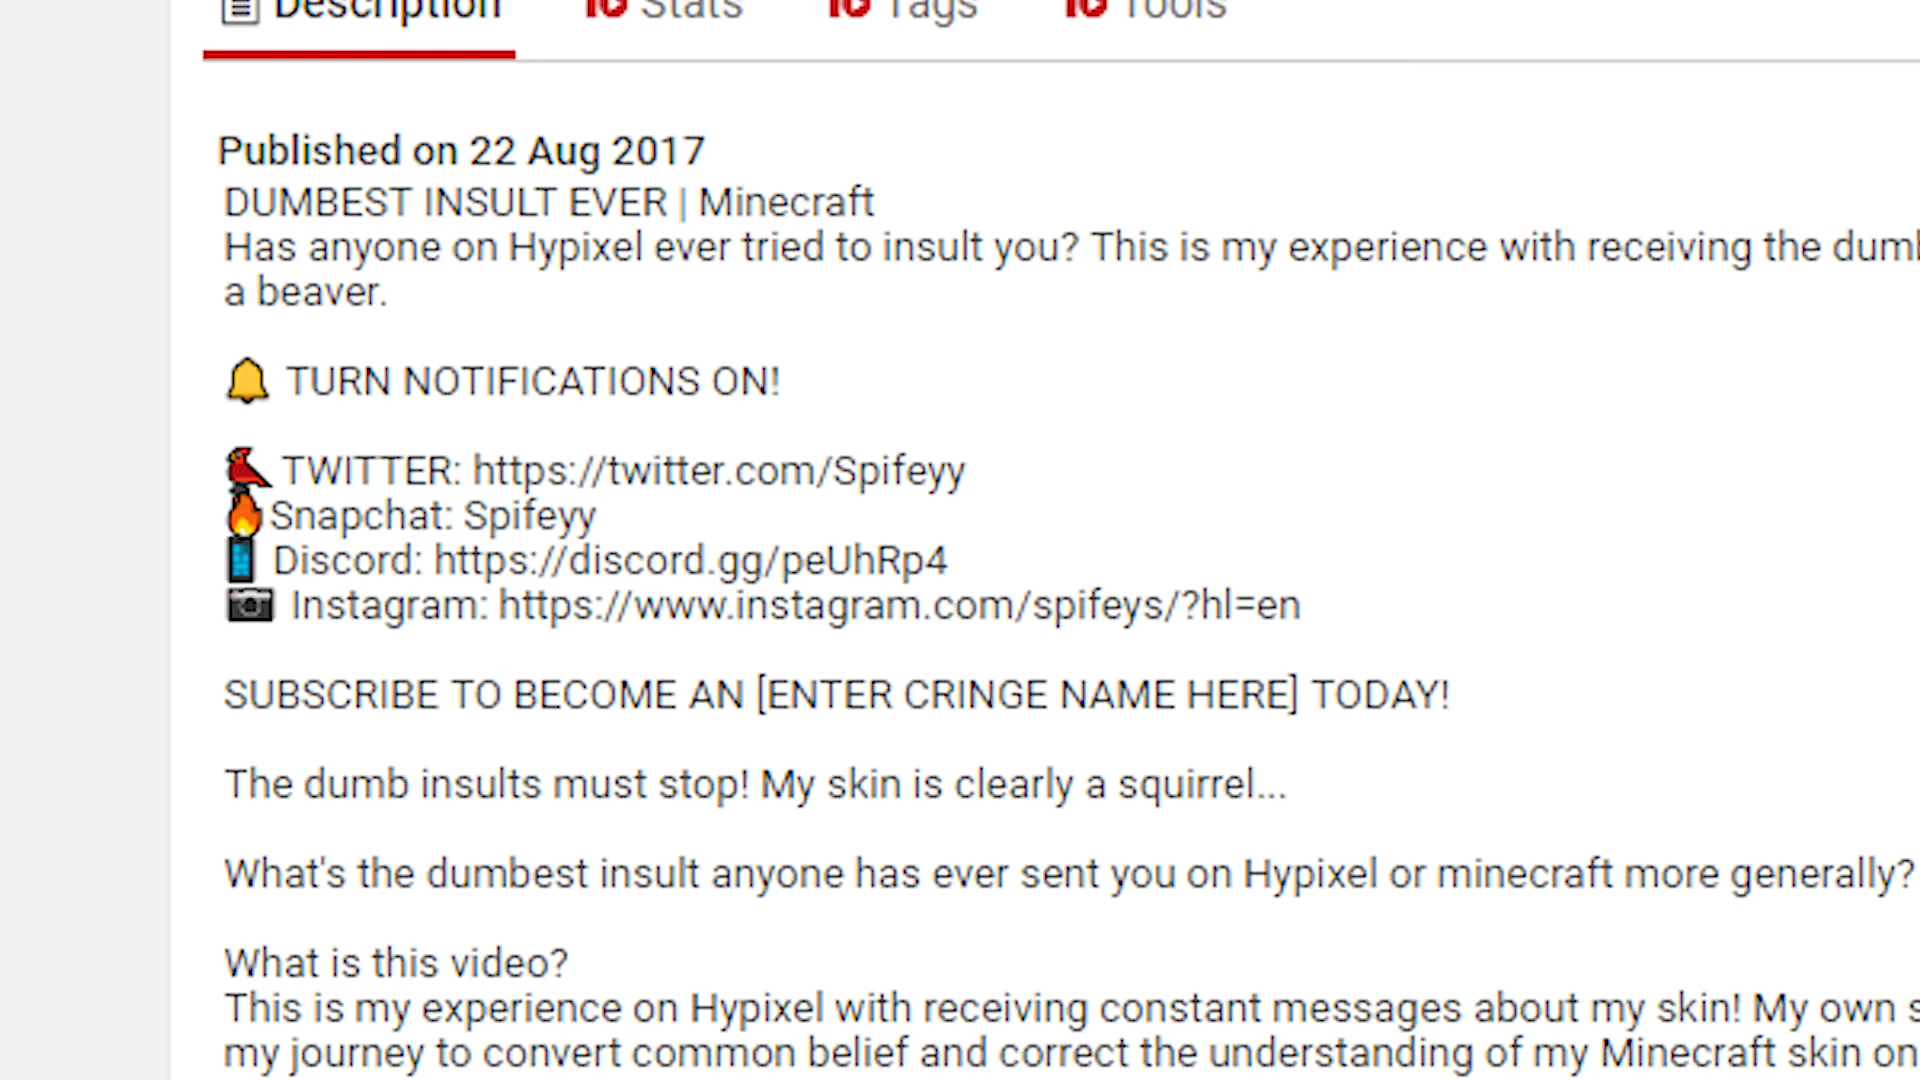 Description Stats Tags Tools
Published on 22 Aug 2017
DUMBEST INSULT EVER | Minecraft
Has anyone on Hypixel ever tried to insult you? This is my experience with receiving the
a beaver.
TURN NOTIFICATIONS ON!
TWITTER: https://twitter.com/Spifeyy
Snapchat: Spifeyy
Discord: https://discord.gg/peUhRp4
Instagram: https://www.instagram.com/spifeys/?hl=en
SUBSCRIBE TO BECOME AN [ENTER CRINGE NAME HERE] TODAY!
The dumb insults must stop! My skin is clearly a squirrel...
What's the dumbest insult anyone has ever sent you on Hypixel or minecraft more generally?
What is this video?
This is my experience on Hypixel with receiving constant messages about my skin! My own
my journey to convert common belief and correct the understanding of my Minecraft skin on